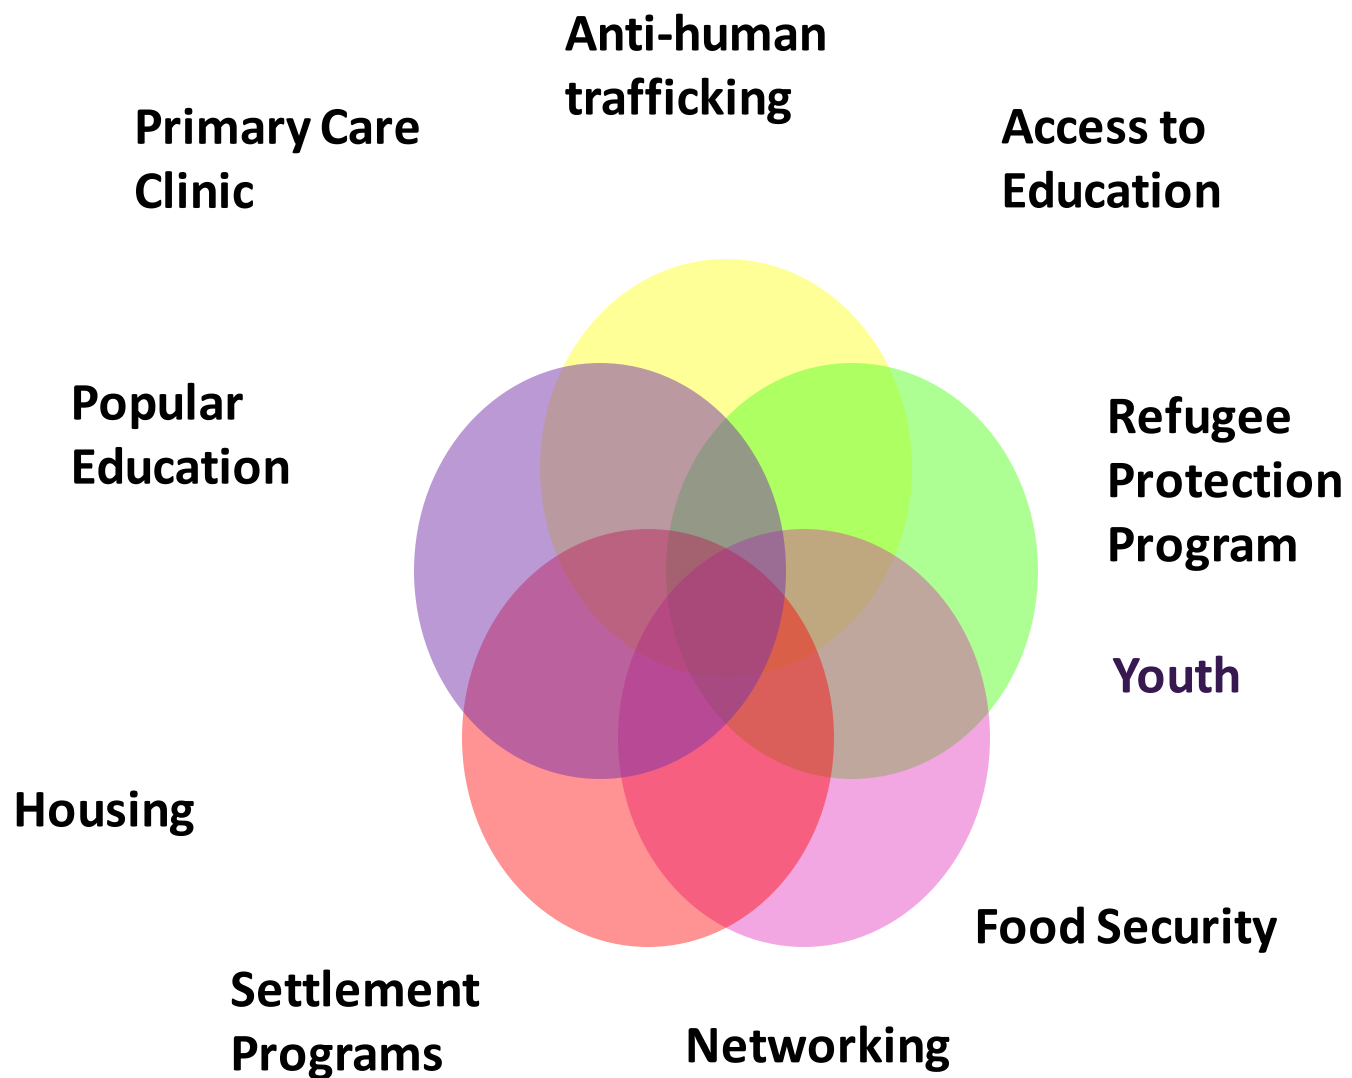 Anti-human
trafficking
Primary Care
Clinic
Access to
Education
Popular
Education
Refugee
Protection
Program
Youth
Housing
Food Security
Settlement
Programs
Networking